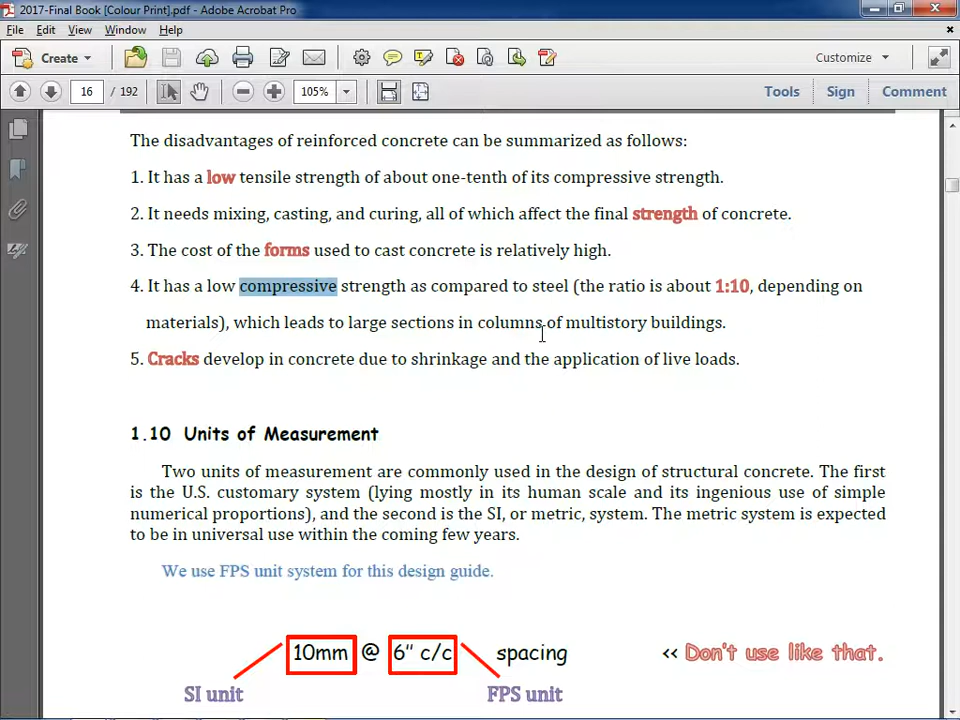 2017-Final Book [Colour Print].pdf - Adobe Acrobat Pro
File Edit View Window Help
Create Customize
16 / 192 105% Tools Sign Comment
The disadvantages of reinforced concrete can be summarized as follows:
1. It has a low tensile strength of about one-tenth of its compressive strength.
2. It needs mixing, casting, and curing, all of which affect the final strength of concrete.
3. The cost of the forms used to cast concrete is relatively high.
4. It has a low compressive strength as compared to steel (the ratio is about 1:10, depending on
materials), which leads to large sections in columns of multistory buildings.
5. Cracks develop in concrete due to shrinkage and the application of live loads.
1.10 Units of Measurement
Two units of measurement are commonly used in the design of structural concrete. The first
is the U.S. customary system (lying mostly in its human scale and its ingenious use of simple
numerical proportions), and the second is the SI, or metric, system. The metric system is expected
to be in universal use within the coming few years.
We use FPS unit system for this design guide.
10mm @ 6" c/c spacing << Don't use like that.
SI unit FPS unit